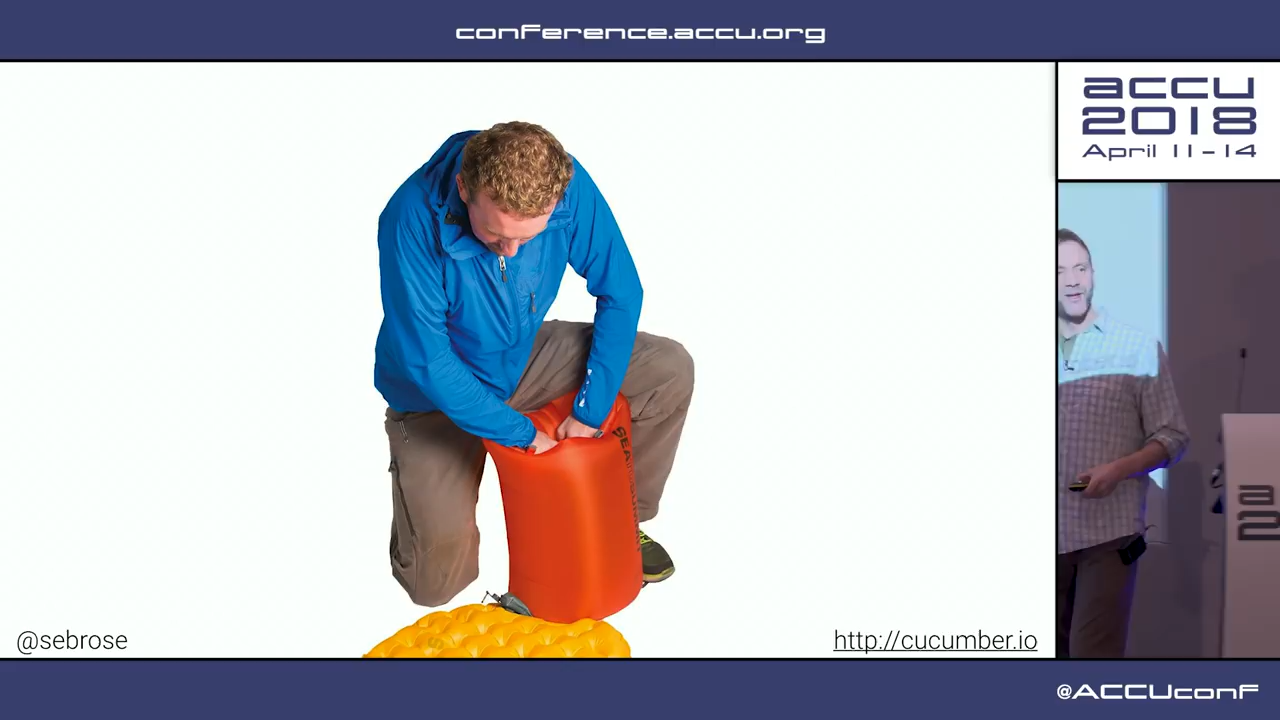 conference.accu.org
accu
2018
April 11-14
@sebrose
http://cucumber.io
@ACCUconf